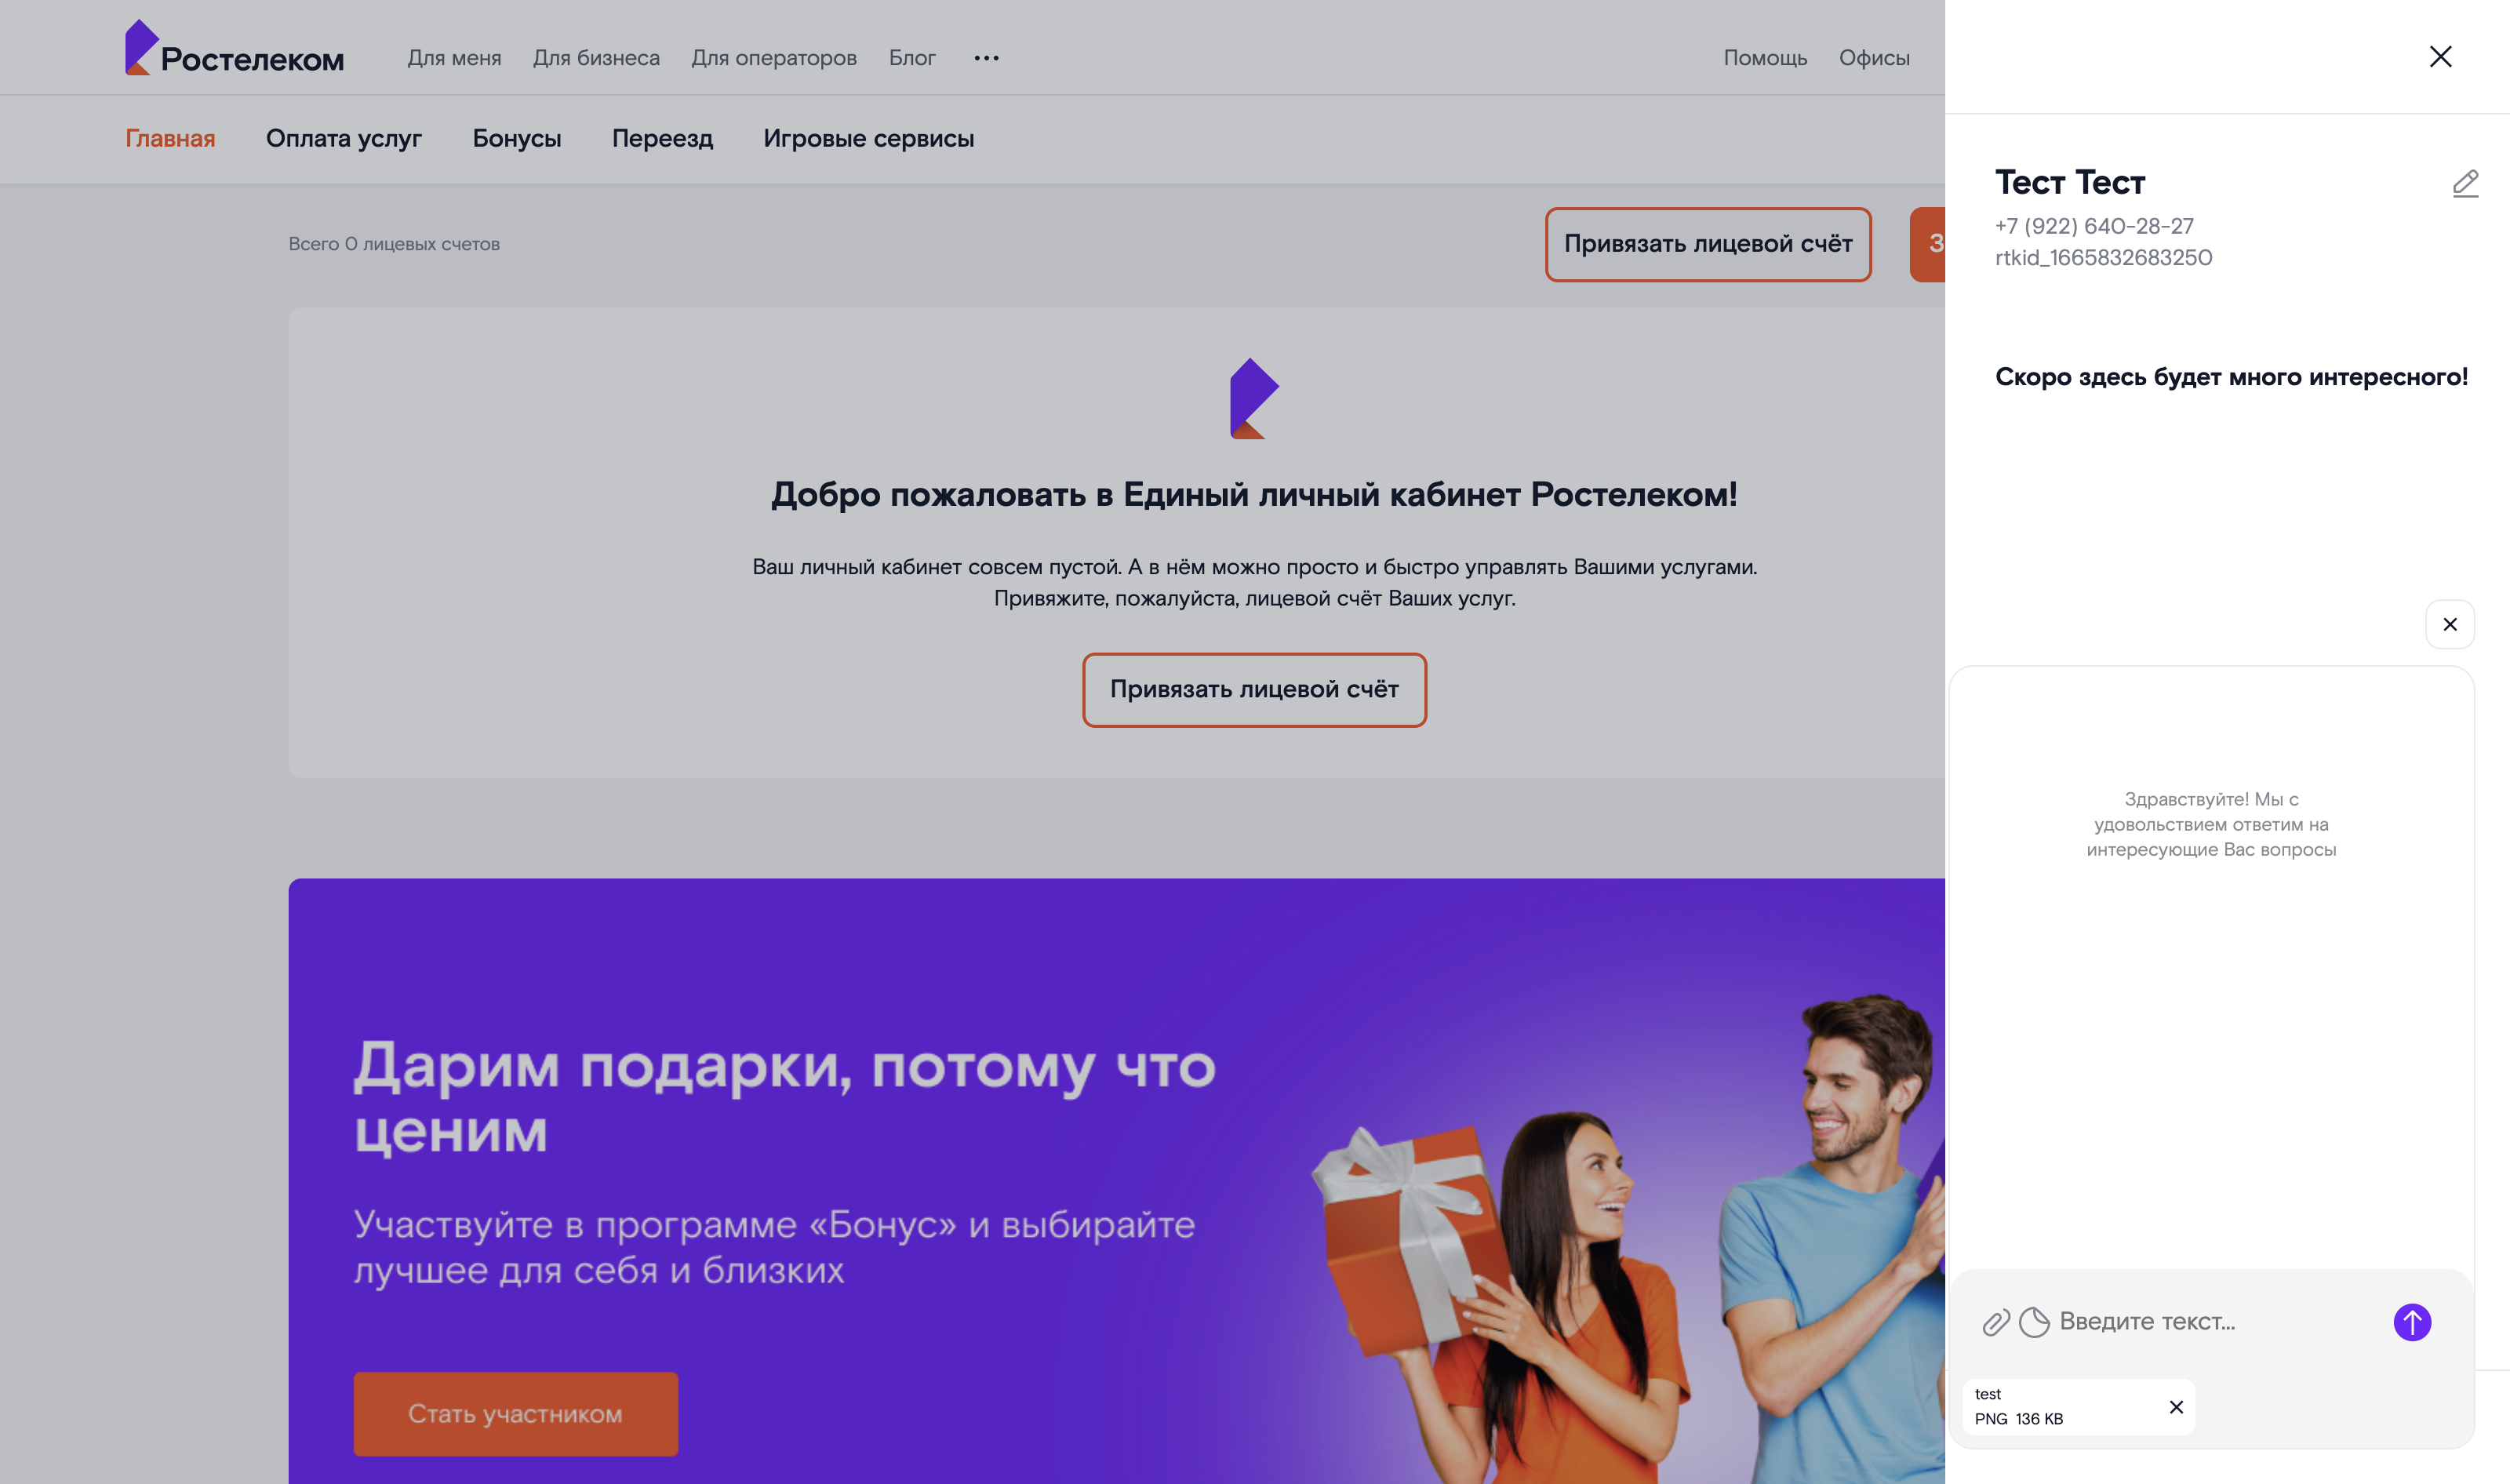 Ростелеком
Для меня
Для бизнеса
Для операторов
Блог
Помощь
Офисы
Главная
Оплата услуг
Бонусы
Переезд
Игровые сервисы
Всего 0 лицевых счетов
Привязать лицевой счёт
З
Добро пожаловать в Единый личный кабинет Ростелеком!
Ваш личный кабинет совсем пустой. А в нём можно просто и быстро управлять Вашими услугами.
Привяжите, пожалуйста, лицевой счёт Ваших услуг.
Привязать лицевой счёт
Дарим подарки, потому что
ценим
Участвуйте в программе «Бонус» и выбирайте
лучшее для себя и близких
Стать участником
Тест Тест
+7 (922) 640-28-27
rtkid_1665832683250
Скоро здесь будет много интересного!
Здравствуйте! Мы с
удовольствием ответим на
интересующие Вас вопросы
Введите текст...
test
PNG 136 KB